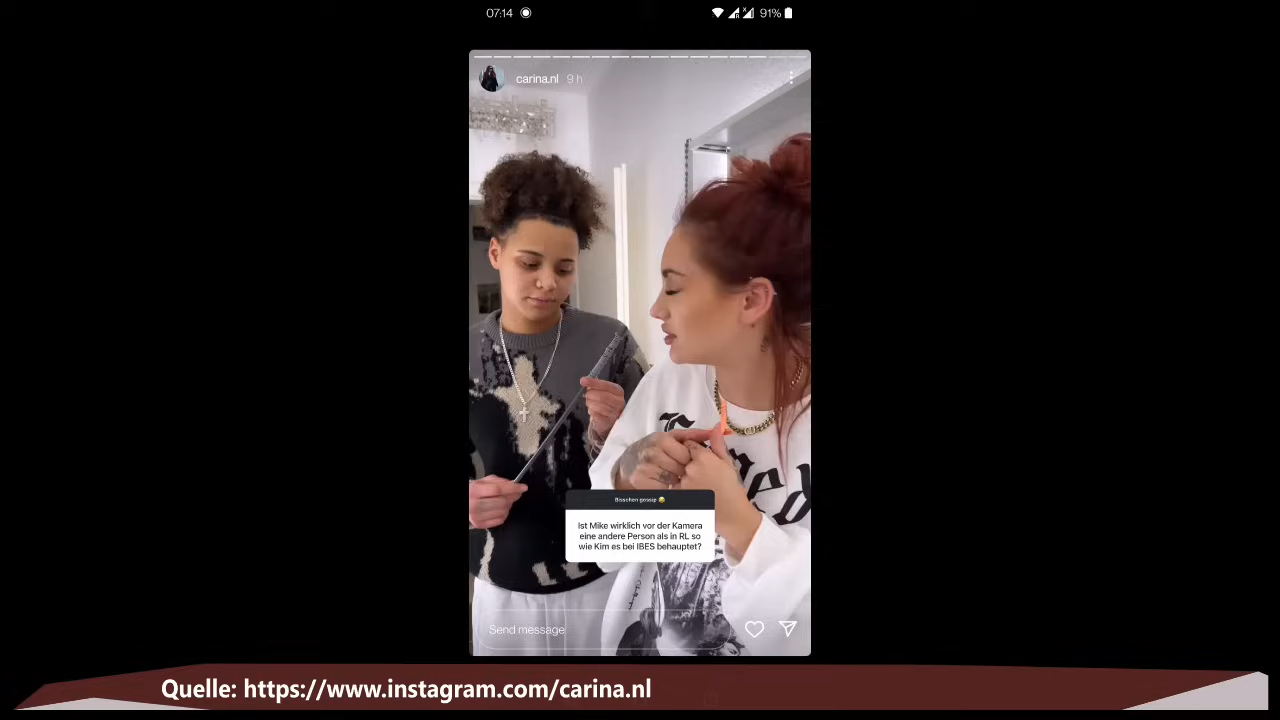 07:14
91%
carina.nl 9 h
Bisschen gossip 😂
Ist Mike wirklich vor der Kamera
eine andere Person als in RL so
wie Kim es bei IBES behauptet?
Send message
Quelle: https://www.instagram.com/carina.nl